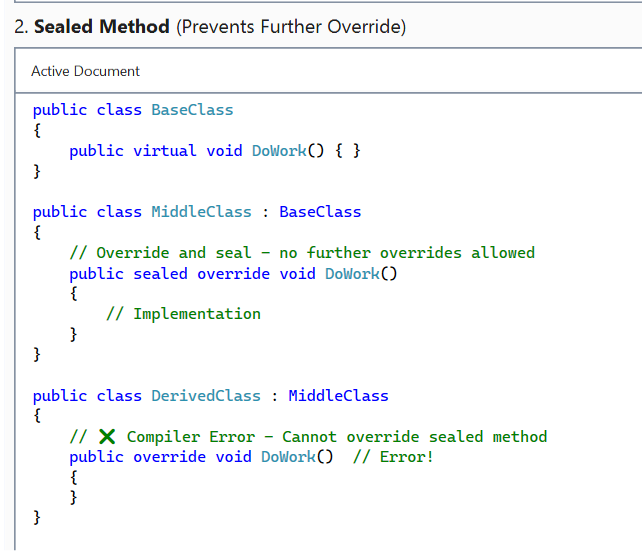 2. Sealed Method (Prevents Further Override)
Active Document
public class BaseClass
{
    public virtual void DoWork() { }
}
public class MiddleClass : BaseClass
{
    // Override and seal – no further overrides allowed
    public sealed override void DoWork()
    {
        // Implementation
    }
}
public class DerivedClass : MiddleClass
{
    // ❌ Compiler Error – Cannot override sealed method
    public override void DoWork()  // Error!
    {
    }
}